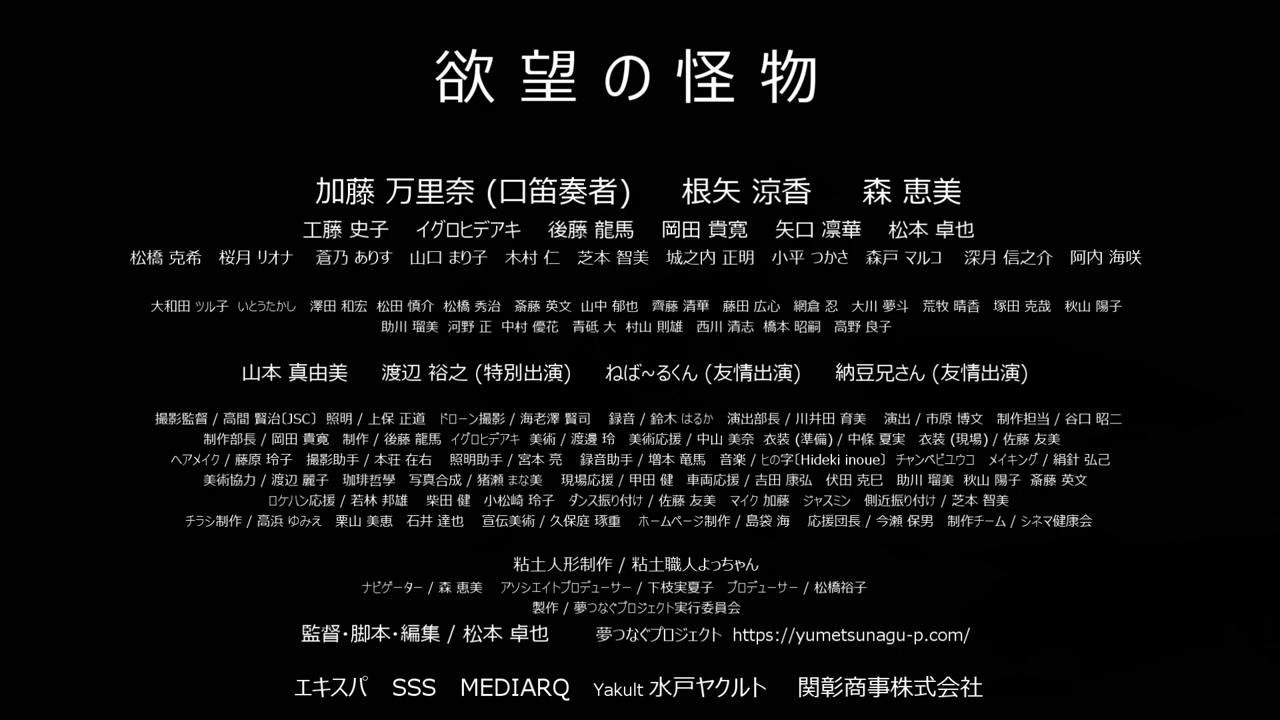 欲望の怪物
加藤 万里奈 (口笛奏者) 根矢 涼香 森 恵美
工藤 史子 イグロヒデアキ 後藤 龍馬 岡田 貴寛 矢口 凛華 松本 卓也
松橋 克希 桜月 リオナ 蒼乃 ありす 山口 まり子 木村 仁 芝本 智美 城之内 正明 小平 つかさ 森戸 マルコ 深月 信之介 阿内 海咲
大和田 ツル子 いとうたかし 澤田 和宏 松田 慎介 松橋 秀治 斎藤 英文 山中 郁也 齊藤 清華 藤田 広心 網倉 忍 大川 夢斗 荒牧 晴香 塚田 克哉 秋山 陽子
助川 瑠美 河野 正 中村 優花 青砥 大 村山 則雄 西川 清志 橋本 昭嗣 高野 良子
山本 真由美 渡辺 裕之 (特別出演) ねば~るくん (友情出演) 納豆兄さん (友情出演)
撮影監督 / 高間 賢治〔JSC〕 照明 / 上保 正道 ドローン撮影 / 海老澤 賢司 録音 / 鈴木 はるか 演出部長 / 川井田 育美 演出 / 市原 博文 制作担当 / 谷口 昭二
制作部長 / 岡田 貴寛 制作 / 後藤 龍馬 イグロヒデアキ 美術 / 渡邊 玲 美術応援 / 中山 美奈 衣装 (準備) / 中條 夏実 衣装 (現場) / 佐藤 友美
ヘアメイク / 藤原 玲子 撮影助手 / 本荘 在右 照明助手 / 宮本 亮 録音助手 / 増本 竜馬 音楽 / ヒの字〔Hideki inoue〕 チャンベビユウコ メイキング / 絹針 弘己
美術協力 / 渡辺 麗子 珈琲哲學 写真合成 / 猪瀬 まな美 現場応援 / 甲田 健 車両応援 / 吉田 康弘 伏田 克巳 助川 瑠美 秋山 陽子 斎藤 英文
ロケハン応援 / 若林 邦雄 柴田 健 小松崎 玲子 ダンス振り付け / 佐藤 友美 マイク 加藤 ジャスミン 側近振り付け / 芝本 智美
チラシ制作 / 高浜 ゆみえ 栗山 美恵 石井 達也 宣伝美術 / 久保庭 琢重 ホームページ制作 / 島袋 海 応援団長 / 今瀬 保男 制作チーム / シネマ健康会
粘土人形制作 / 粘土職人よっちゃん
ナビゲーター / 森 恵美 アソシエイトプロデューサー / 下枝実夏子 プロデューサー / 松橋裕子
製作 / 夢つなぐプロジェクト実行委員会
監督・脚本・編集 / 松本 卓也 夢つなぐプロジェクト https://yumetsunagu-p.com/
エキスパ SSS MEDIARQ Yakult 水戸ヤクルト 関彰商事株式会社